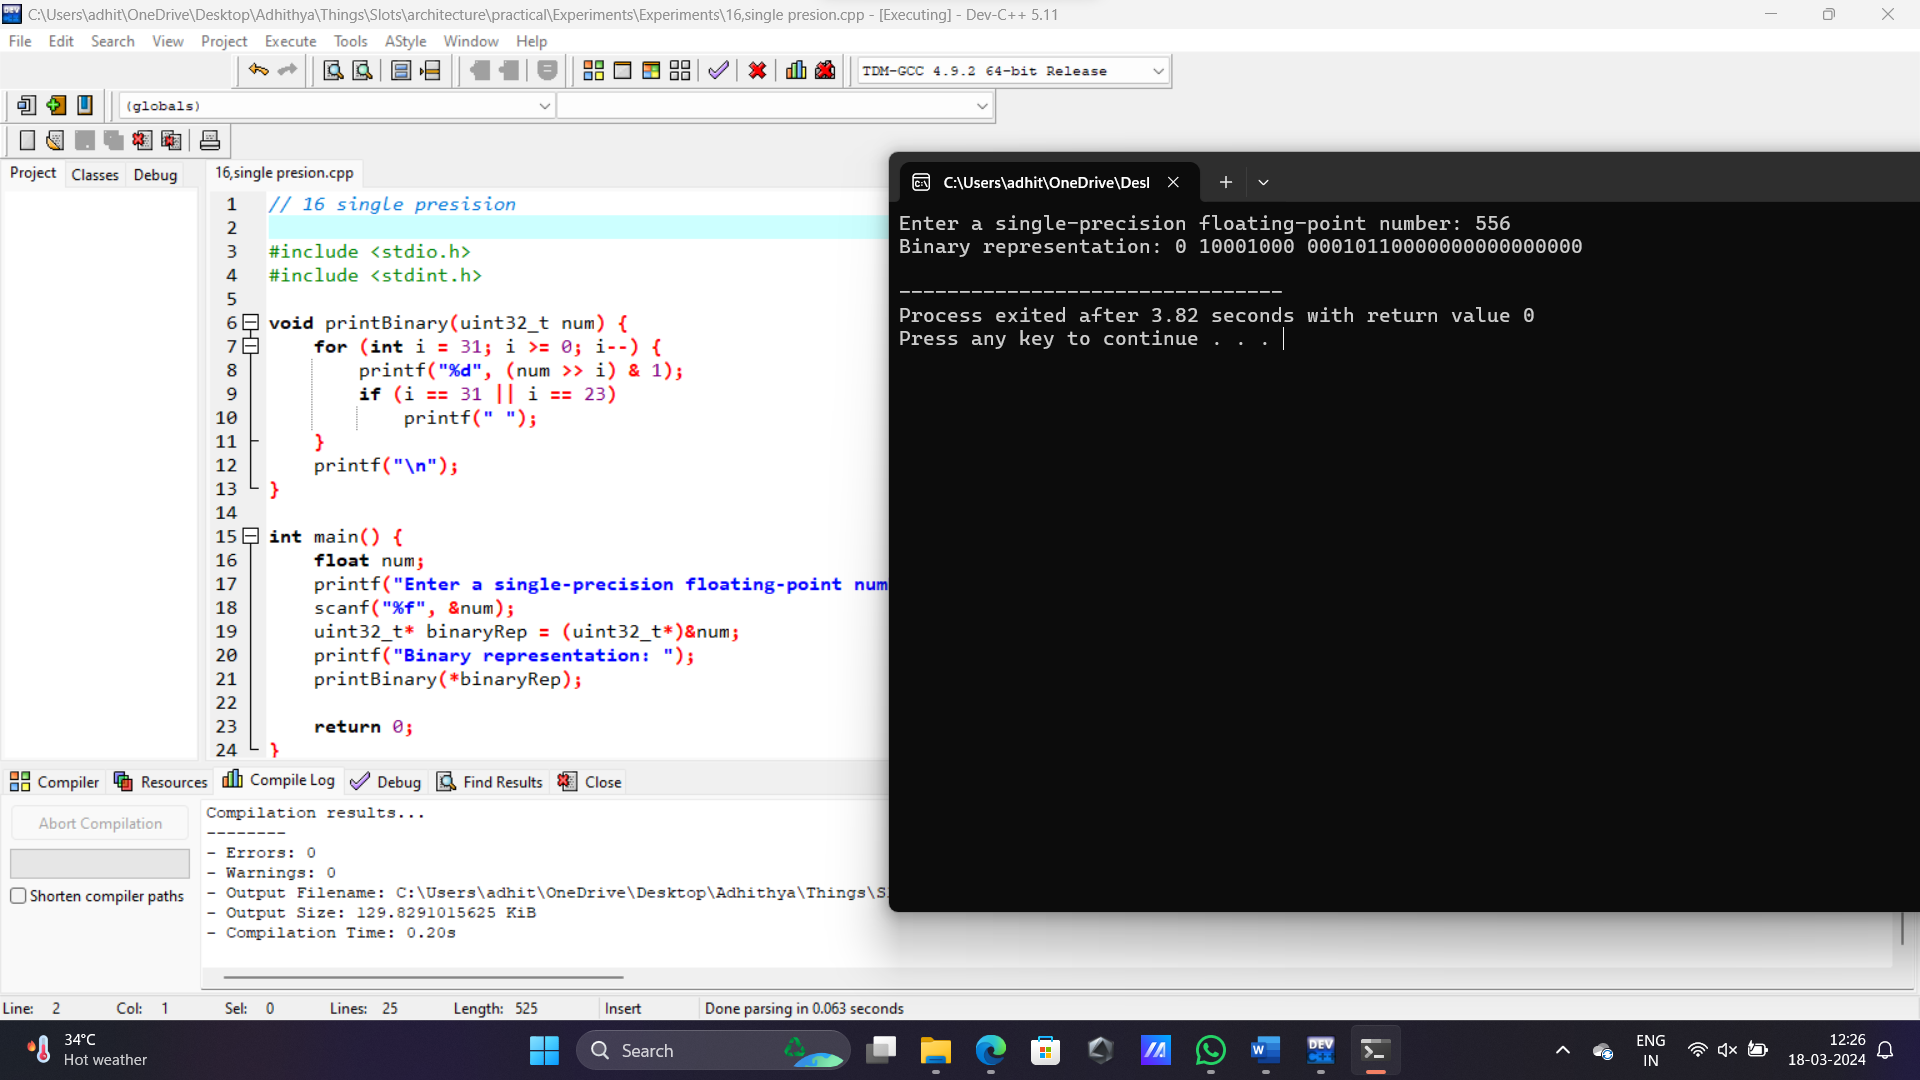 C:\Users\adhit\OneDrive\Desktop\Adhithya\Things\Slots\architecture\practical\Experiments\Experiments\16,single presion.cpp - [Executing] - Dev-C++ 5.11
File Edit Search View Project Execute Tools AStyle Window Help
TDM-GCC 4.9.2 64-bit Release
(globals)
Project Classes Debug
16,single presion.cpp
1 // 16 single presision
2
3 #include <stdio.h>
4 #include <stdint.h>
5
6 void printBinary(uint32_t num) {
7 for (int i = 31; i >= 0; i--) {
8 printf("%d", (num >> i) & 1);
9 if (i == 31 || i == 23)
10 printf(" ");
11 }
12 printf("\n");
13 }
14
15 int main() {
16 float num;
17 printf("Enter a single-precision floating-point num
18 scanf("%f", &num);
19 uint32_t* binaryRep = (uint32_t*)&num;
20 printf("Binary representation: ");
21 printBinary(*binaryRep);
22
23 return 0;
24 }
C:\Users\adhit\OneDrive\Desl
Enter a single-precision floating-point number: 556
Binary representation: 0 10001000 00010110000000000000000
--------------------------------
Process exited after 3.82 seconds with return value 0
Press any key to continue . . .
Compiler Resources Compile Log Debug Find Results Close
Abort Compilation
Shorten compiler paths
Compilation results...
--------
- Errors: 0
- Warnings: 0
- Output Filename: C:\Users\adhit\OneDrive\Desktop\Adhithya\Things\S
- Output Size: 129.8291015625 KiB
- Compilation Time: 0.20s
Line: 2 Col: 1 Sel: 0 Lines: 25 Length: 525 Insert Done parsing in 0.063 seconds
34°C
Hot weather
Search
DEV
ENG
IN
12:26
18-03-2024